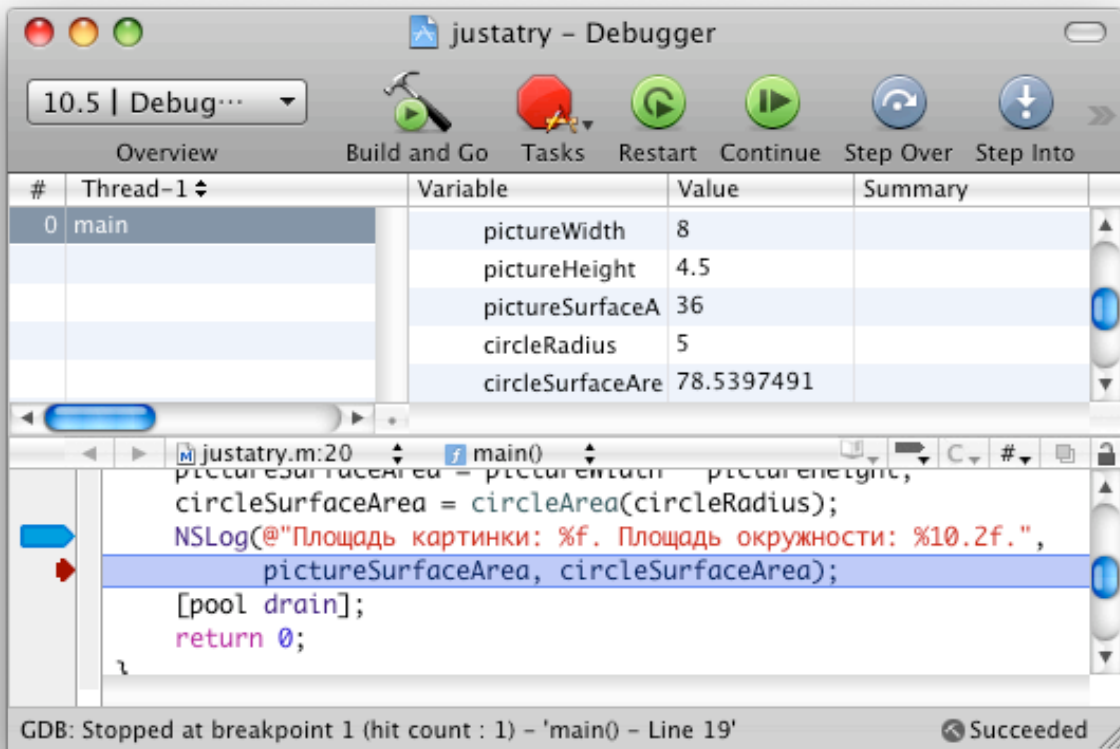 justatry – Debugger
10.5 | Debug···
Overview
Build and Go
Tasks
Restart
Continue
Step Over
Step Into
# Thread-1 Variable Value Summary
0 main
pictureWidth 8
pictureHeight 4.5
pictureSurfaceA 36
circleRadius 5
circleSurfaceAre 78.5397491
justatry.m:20 main() C #
pictureSurfaceArea = pictureWidth * pictureHeight;
circleSurfaceArea = circleArea(circleRadius);
NSLog(@"Площадь картинки: %f. Площадь окружности: %10.2f.",
pictureSurfaceArea, circleSurfaceArea);
[pool drain];
return 0;
}
GDB: Stopped at breakpoint 1 (hit count : 1) – 'main() – Line 19' Succeeded